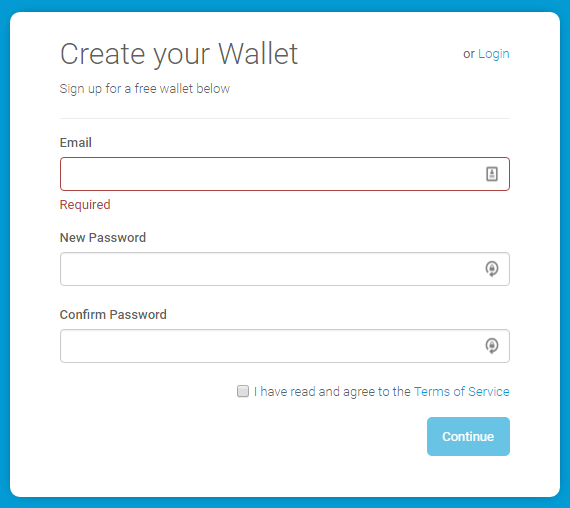 Create your Wallet
or Login
Sign up for a free wallet below
Email
Required
New Password
Confirm Password
I have read and agree to the Terms of Service
Continue